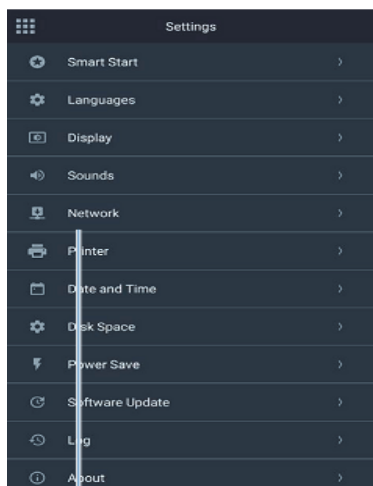 Settings
Smart Start
Languages
Display
Sounds
Network
Printer
Date and Time
Disk Space
Power Save
Software Update
Log
About